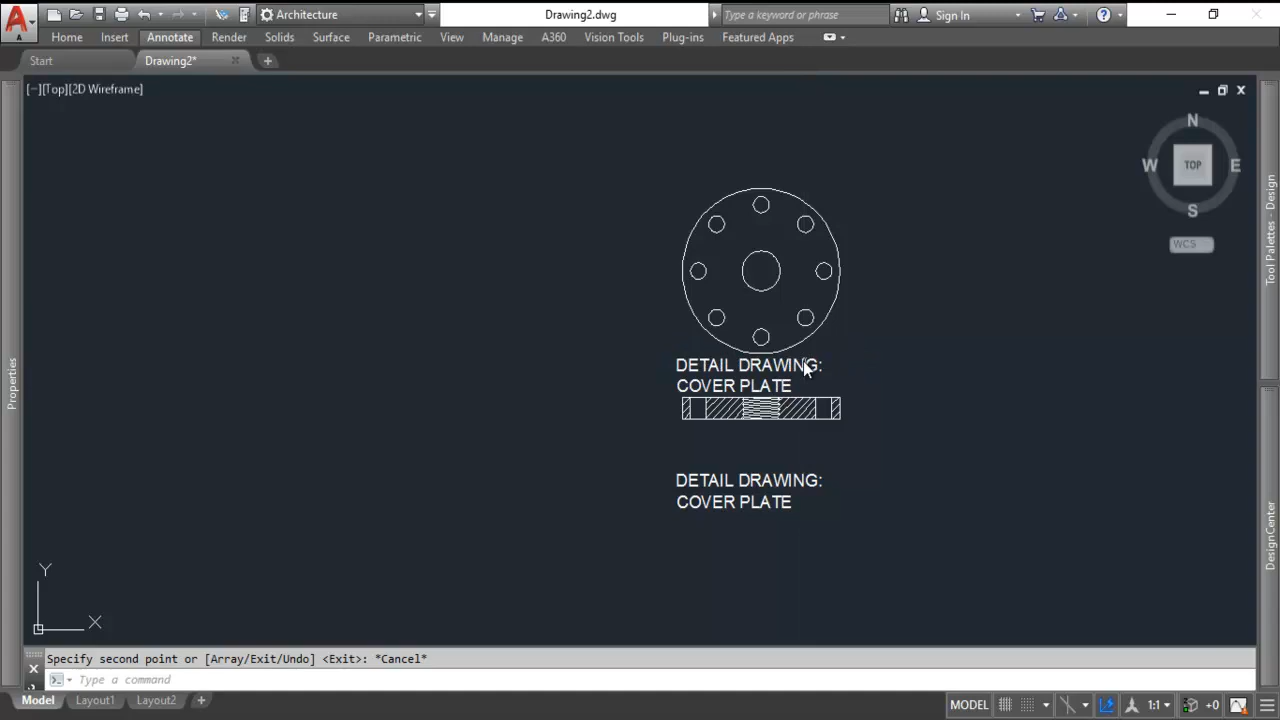 Architecture
Drawing2.dwg
Type a keyword or phrase
Sign In
A
Home
Insert
Annotate
Render
Solids
Surface
Parametric
View
Manage
A360
Vision Tools
Plug-ins
Featured Apps
Start
Drawing2*
[−][Top][2D Wireframe]
N
W
TOP
E
S
WCS
Tool Palettes - Design
DETAIL DRAWING:
COVER PLATE
Properties
DETAIL DRAWING:
COVER PLATE
DesignCenter
Y
X
Specify second point or [Array/Exit/Undo] <Exit>: *Cancel*
Type a command
Model
Layout1
Layout2
MODEL
1:1
+0